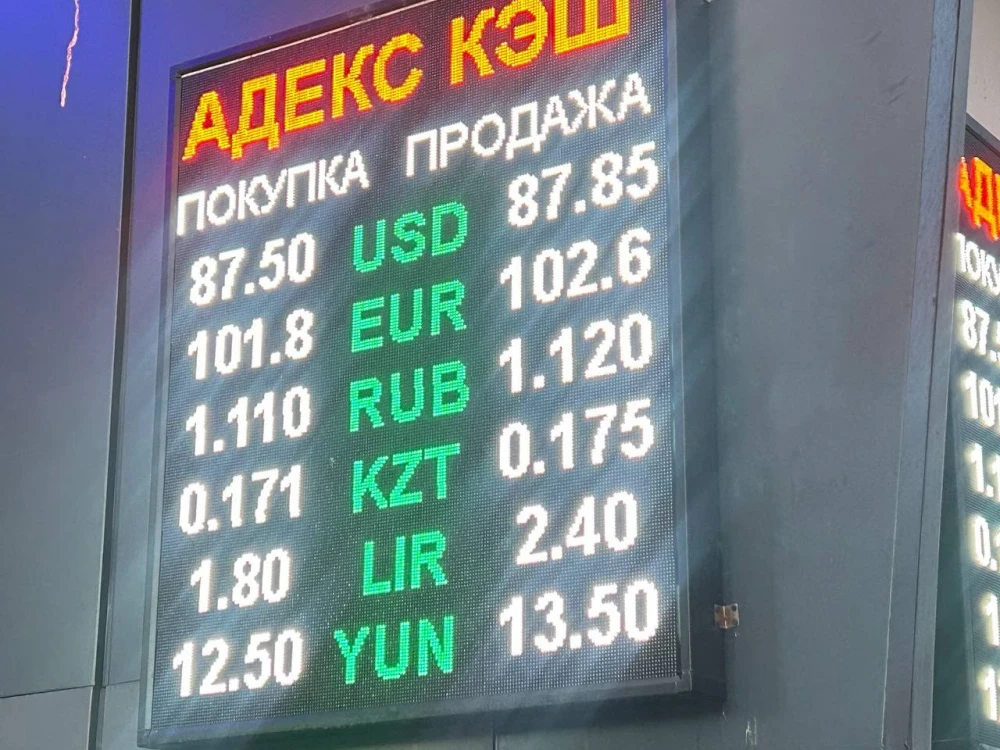 АДЕКС КЭШ
ПОКУПКА ПРОДАЖА
87.50 USD 87.85
101.8 EUR 102.6
1.110 RUB 1.120
0.171 KZT 0.175
1.80 LIR 2.40
12.50 YUN 13.50